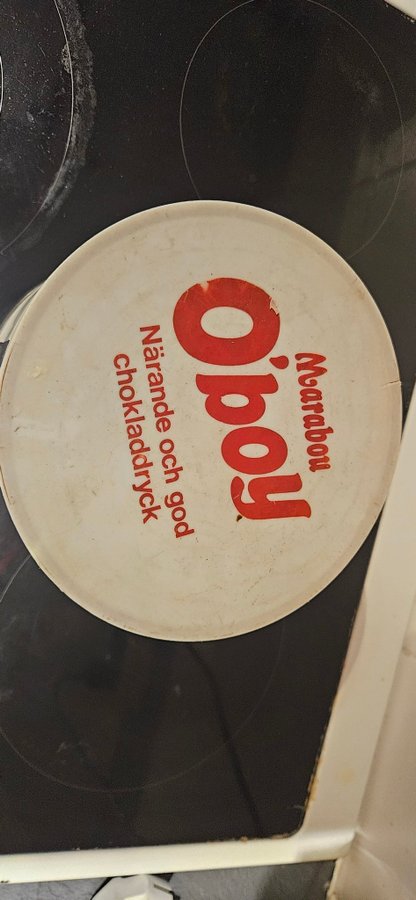 Marabou
O'boy
Närande och god
chokladdryck